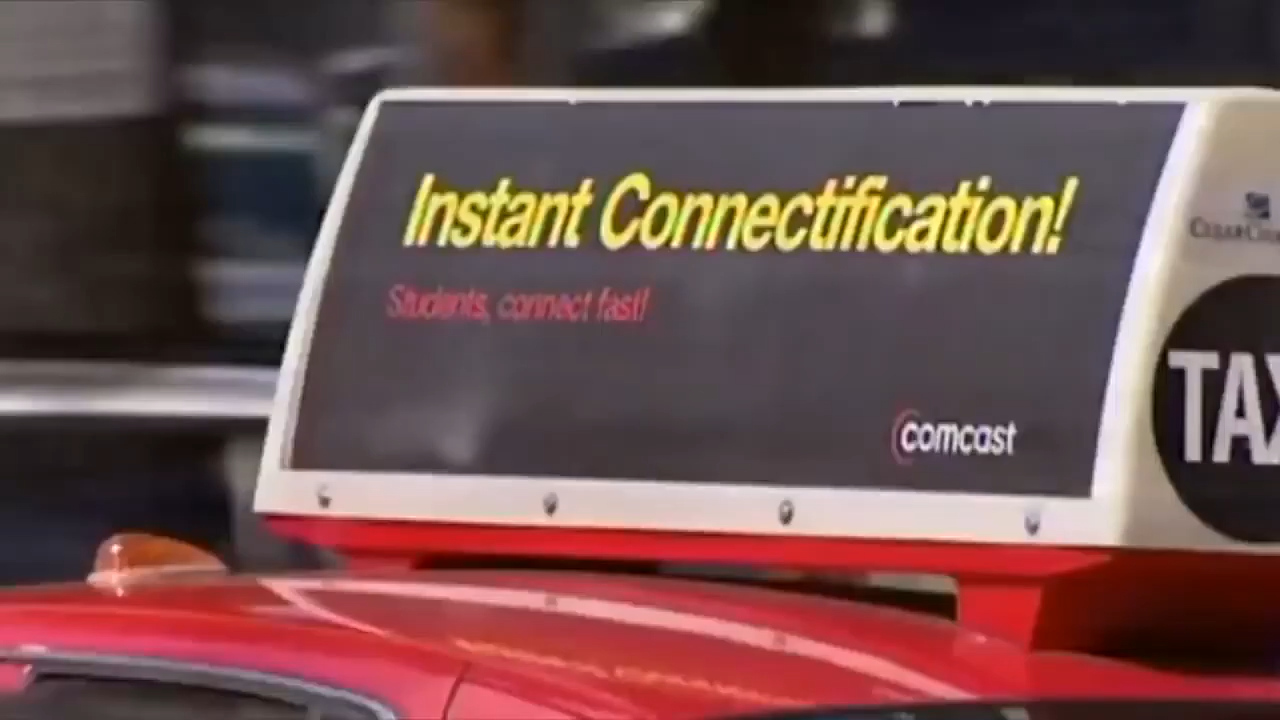 Instant Connectification!
Students, connect fast!
comcast
TAX